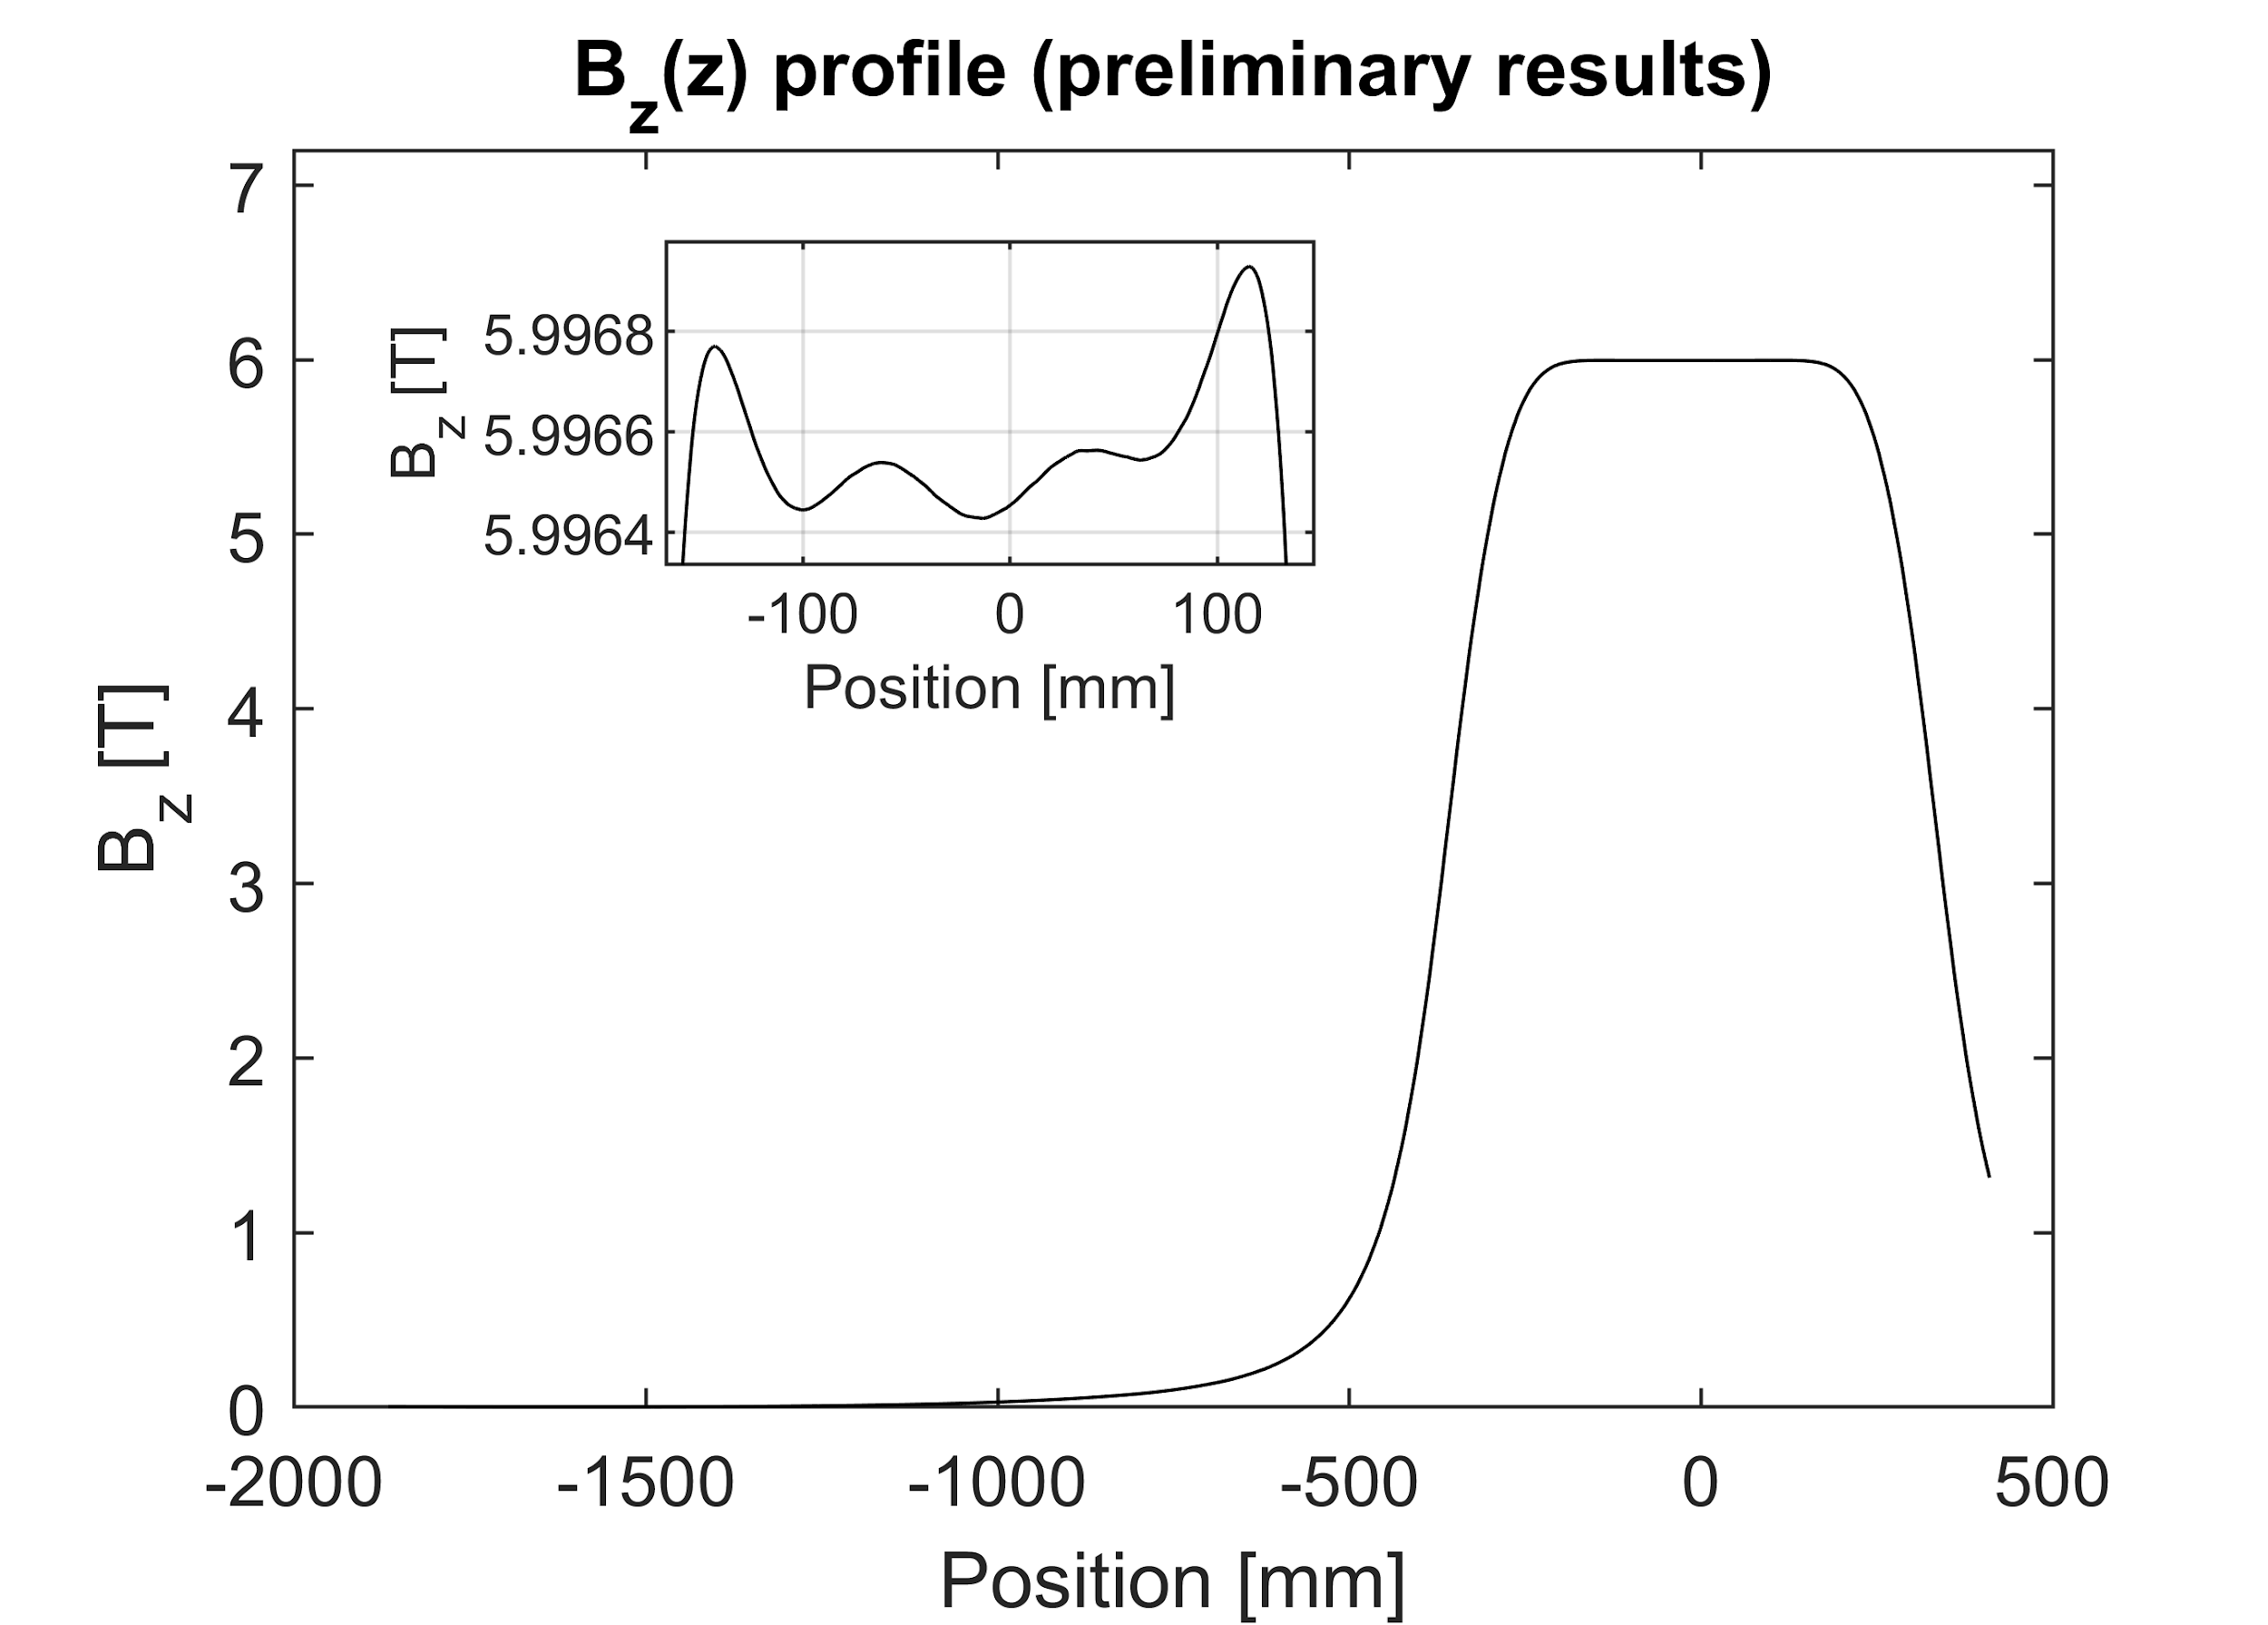 Bz(z) profile (preliminary results)
7
6
5
4
3
2
1
0
Bz [T]
5.9968
5.9966
5.9964
Bz [T]
-100 0 100
Position [mm]
-2000 -1500 -1000 -500 0 500
Position [mm]